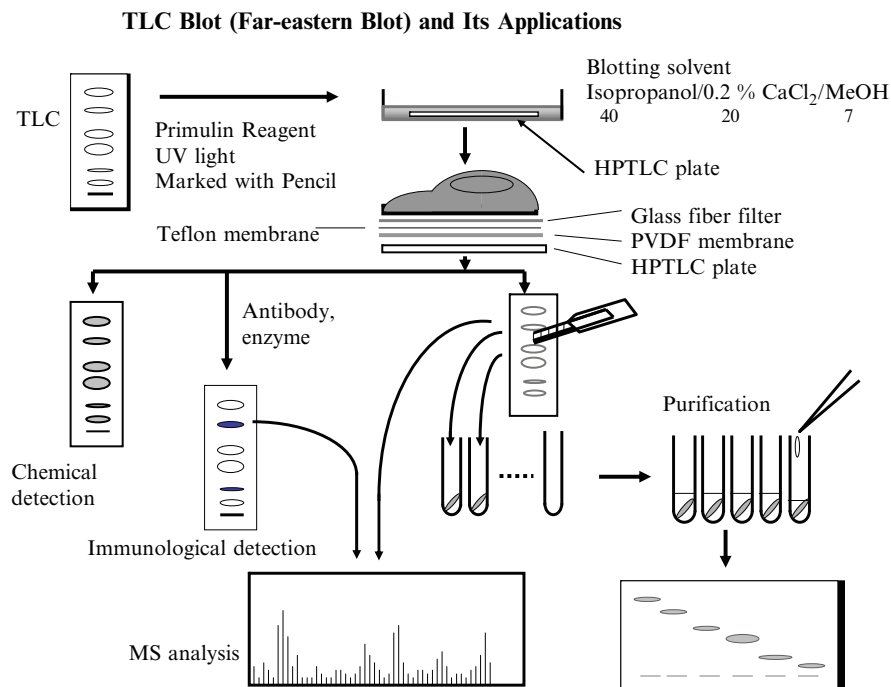 TLC Blot (Far-eastern Blot) and Its Applications
TLC
Primulin Reagent
UV light
Marked with Pencil
Blotting solvent
Isopropanol/0.2 % CaCl₂/MeOH
40 20 7
HPTLC plate
Teflon membrane
Glass fiber filter
PVDF membrane
HPTLC plate
Antibody,
enzyme
Purification
Chemical
detection
Immunological detection
MS analysis